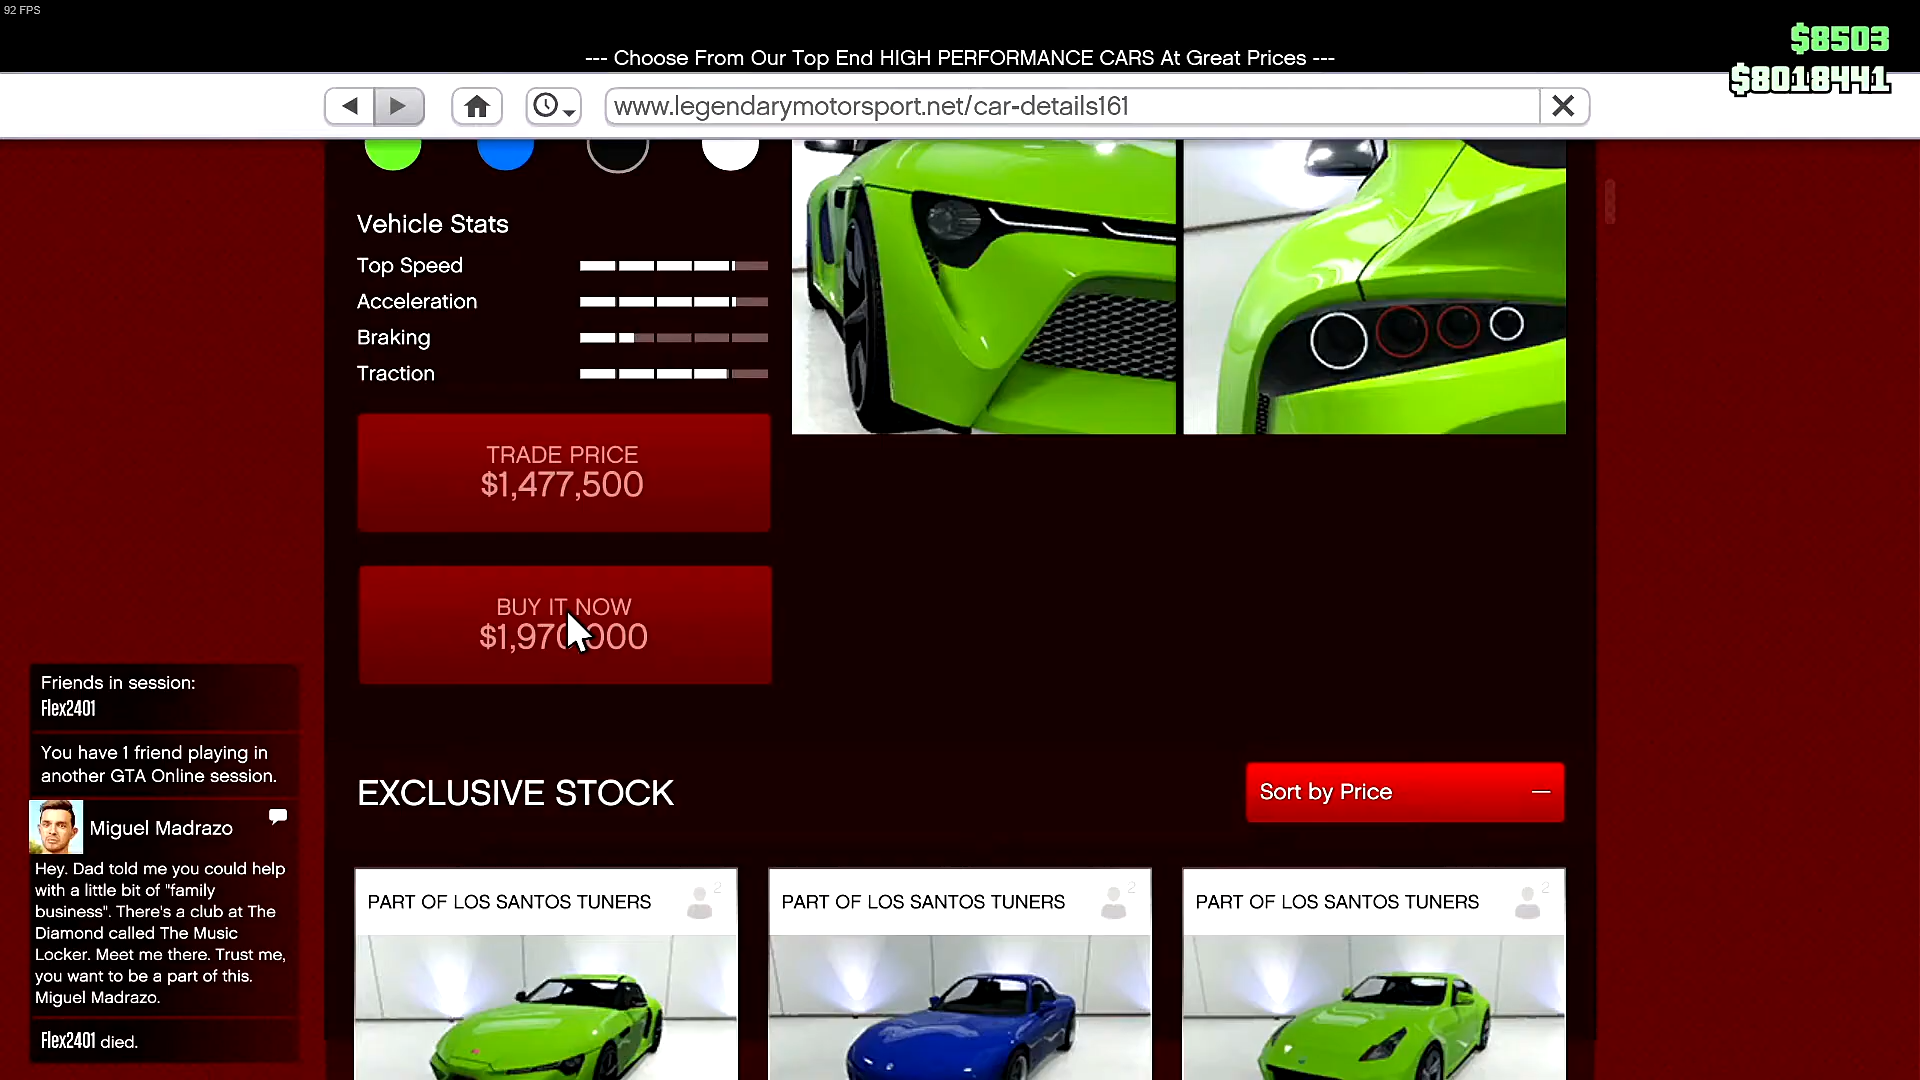 92 FPS
$8503
--- Choose From Our Top End HIGH PERFORMANCE CARS At Great Prices ---
$8018441
www.legendarymotorsport.net/car-details161
Vehicle Stats
Top Speed
Acceleration
Braking
Traction
TRADE PRICE
$1,477,500
BUY IT NOW
$1,970,000
Friends in session:
Flex2401
You have 1 friend playing in
another GTA Online session.
Miguel Madrazo
Hey. Dad told me you could help
with a little bit of "family
business". There's a club at The
Diamond called The Music
Locker. Meet me there. Trust me,
you want to be a part of this.
Miguel Madrazo.
Flex2401 died.
EXCLUSIVE STOCK
Sort by Price
PART OF LOS SANTOS TUNERS 2
PART OF LOS SANTOS TUNERS 2
PART OF LOS SANTOS TUNERS 2